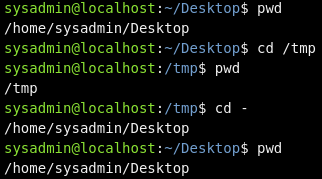 sysadmin@localhost:~/Desktop$ pwd
/home/sysadmin/Desktop
sysadmin@localhost:~/Desktop$ cd /tmp
sysadmin@localhost:/tmp$ pwd
/tmp
sysadmin@localhost:/tmp$ cd -
/home/sysadmin/Desktop
sysadmin@localhost:~/Desktop$ pwd
/home/sysadmin/Desktop